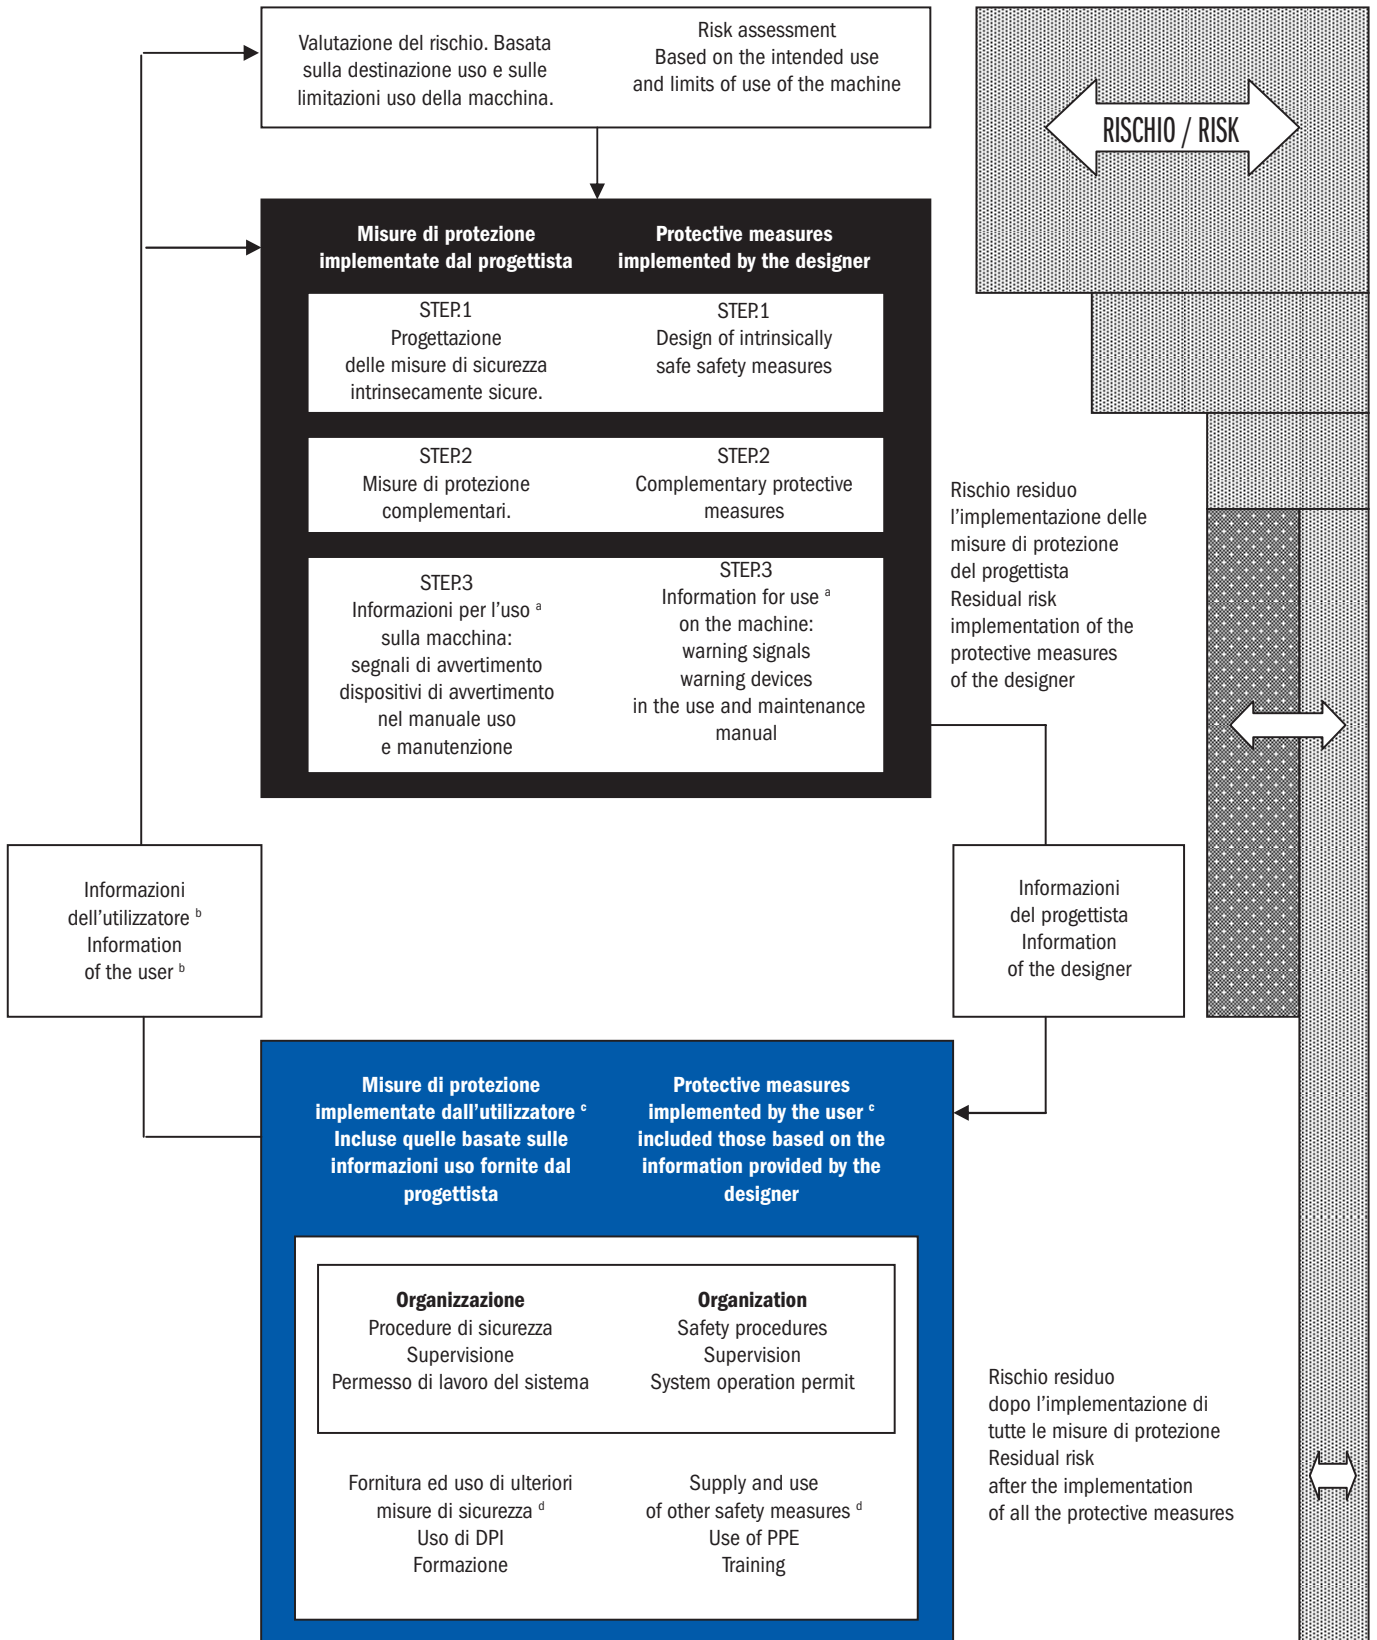 Valutazione del rischio. Basata
sulla destinazione uso e sulle
limitazioni uso della macchina.
Risk assessment
Based on the intended use
and limits of use of the machine
RISCHIO / RISK
Misure di protezione
implementate dal progettista
Protective measures
implemented by the designer
STEP.1
Progettazione
delle misure di sicurezza
intrinsecamente sicure.
STEP.1
Design of intrinsically
safe safety measures
STEP.2
Misure di protezione
complementari.
STEP.2
Complementary protective
measures
STEP.3
Informazioni per l'uso a
sulla macchina:
segnali di avvertimento
dispositivi di avvertimento
nel manuale uso
e manutenzione
STEP.3
Information for use a
on the machine:
warning signals
warning devices
in the use and maintenance
manual
Rischio residuo
l'implementazione delle
misure di protezione
del progettista
Residual risk
implementation of the
protective measures
of the designer
Informazioni
dell'utilizzatore b
Information
of the user b
Informazioni
del progettista
Information
of the designer
Misure di protezione
implementate dall'utilizzatore c
Incluse quelle basate sulle
informazioni uso fornite dal
progettista
Protective measures
implemented by the user c
included those based on the
information provided by the
designer
Organizzazione
Procedure di sicurezza
Supervisione
Permesso di lavoro del sistema
Organization
Safety procedures
Supervision
System operation permit
Fornitura ed uso di ulteriori
misure di sicurezza d
Uso di DPI
Formazione
Supply and use
of other safety measures d
Use of PPE
Training
Rischio residuo
dopo l'implementazione di
tutte le misure di protezione
Residual risk
after the implementation
of all the protective measures